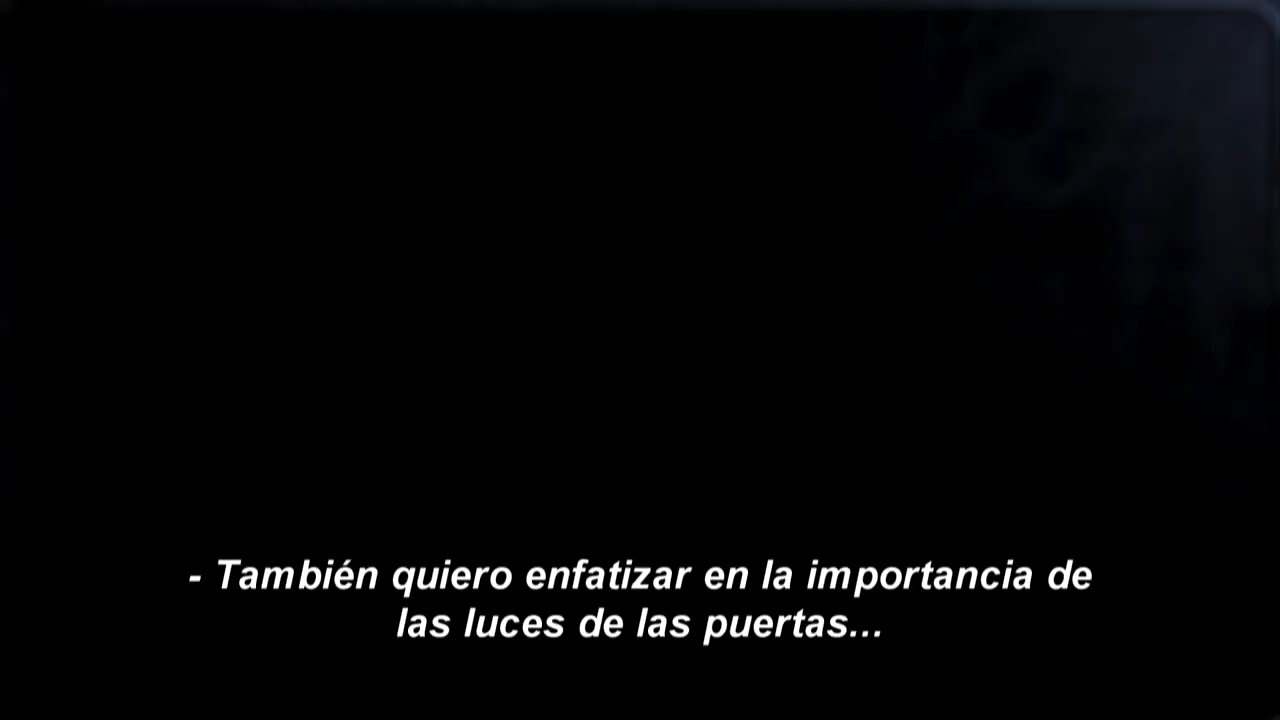 - También quiero enfatizar en la importancia de
las luces de las puertas...